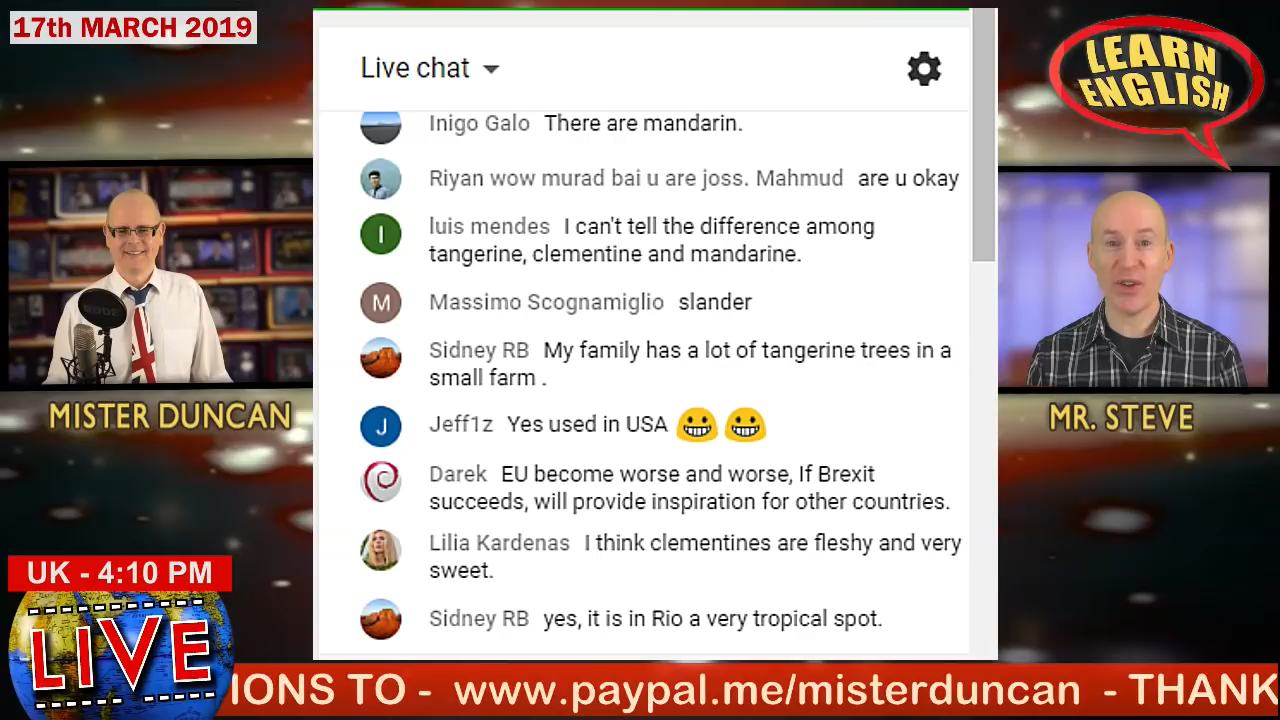 17th MARCH 2019
LEARN
ENGLISH
Live chat
Inigo Galo There are mandarin.
Riyan wow murad bai u are joss. Mahmud are u okay
luis mendes I can't tell the difference among
tangerine, clementine and mandarine.
Massimo Scognamiglio slander
Sidney RB My family has a lot of tangerine trees in a
small farm .
Jeff1z Yes used in USA 😀😀
Darek EU become worse and worse, If Brexit
succeeds, will provide inspiration for other countries.
Lilia Kardenas I think clementines are fleshy and very
sweet.
Sidney RB yes, it is in Rio a very tropical spot.
MISTER DUNCAN
MR. STEVE
UK - 4:10 PM
LIVE
IONS TO - www.paypal.me/misterduncan - THANK
I
M
J